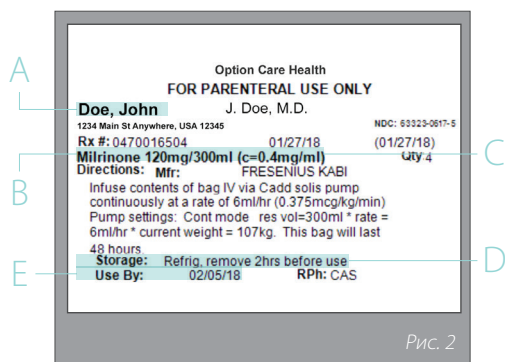 Option Care Health
FOR PARENTERAL USE ONLY
A
Doe, John J. Doe, M.D.
1234 Main St Anywhere, USA 12345 NDC: 63323-0617-5
Rx #: 0470016504 01/27/18 (01/27/18)
Milrinone 120mg/300ml (c=0.4mg/ml) Qty:4
C
Directions: Mfr: FRESENIUS KABI
B
Infuse contents of bag IV via Cadd solis pump
continuously at a rate of 6ml/hr (0.375mcg/kg/min)
Pump settings: Cont mode res vol=300ml * rate =
6ml/hr * current weight = 107kg. This bag will last
48 hours.
Storage: Refrig, remove 2hrs before use
D
E
Use By: 02/05/18 RPh: CAS
Рис. 2